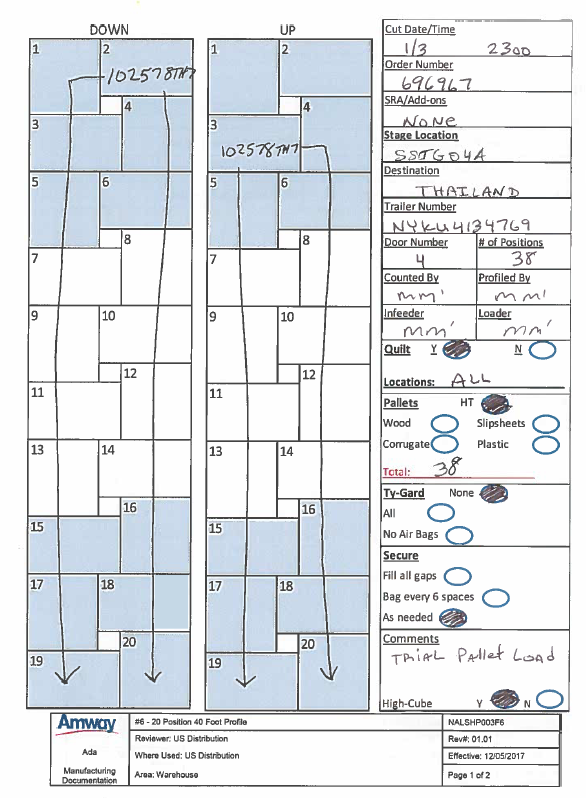 DOWN
UP
1 2
102578TH7
3 4
5 6
7 8
9 10
11 12
13 14
15 16
17 18
19 20
1 2
3 4
102578TH7
5 6
7 8
9 10
11 12
13 14
15 16
17 18
19 20
Cut Date/Time
1/3 2300
Order Number
696967
SRA/Add-ons
NONE
Stage Location
SSTG04A
Destination
THAILAND
Trailer Number
NYKU4134769
Door Number # of Positions
4 38
Counted By Profiled By
mm' mm'
Infeeder Loader
mm' mm'
Quilt Y N
Locations: ALL
Pallets HT
Wood Slipsheets
Corrugate Plastic
Total: 38
Ty-Gard None
All
No Air Bags
Secure
Fill all gaps
Bag every 6 spaces
As needed
Comments
TRIAL Pallet LOAD
High-Cube Y N
Amway
Ada
Manufacturing
Documentation
#6 - 20 Position 40 Foot Profile
Reviewer: US Distribution
Where Used: US Distribution
Area: Warehouse
NALSHP003F6
Rev#: 01.01
Effective: 12/05/2017
Page 1 of 2